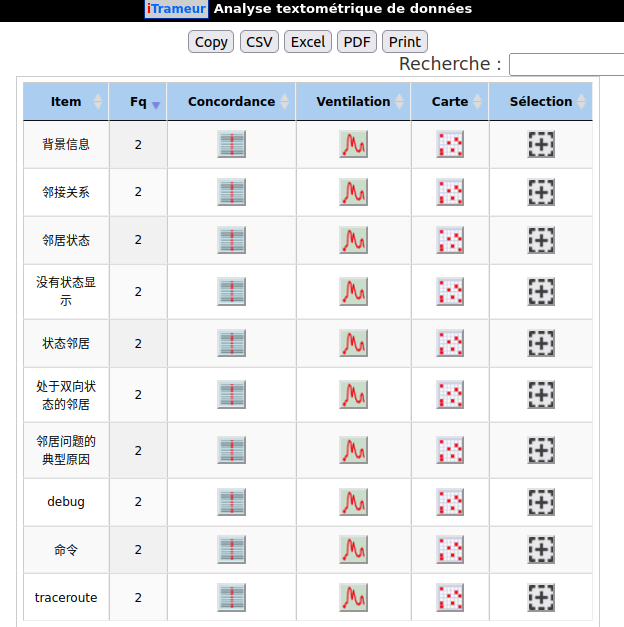 iTrameur Analyse textométrique de données
Copy CSV Excel PDF Print
Recherche :
Item Fq Concordance Ventilation Carte Sélection
背景信息 2
邻接关系 2
邻居状态 2
没有状态显
示 2
状态邻居 2
处于双向状
态的邻居 2
邻居问题的
典型原因 2
debug 2
命令 2
traceroute 2